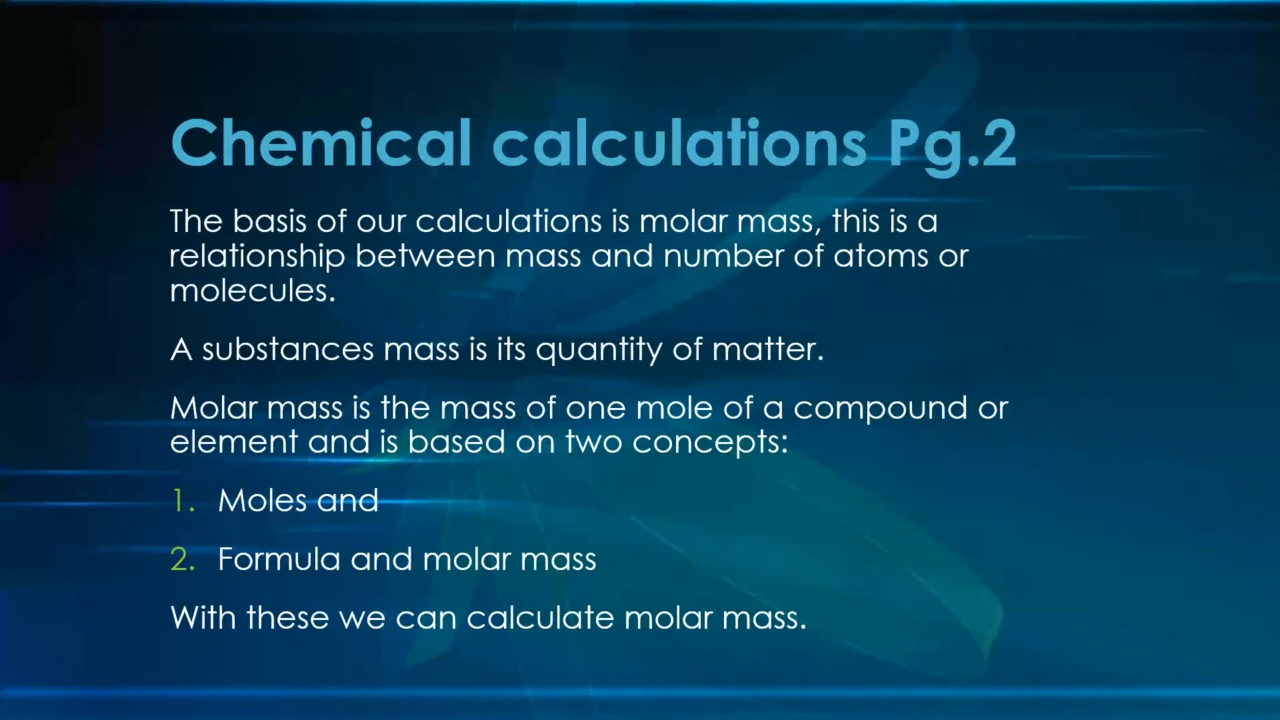 Chemical calculations Pg.2
The basis of our calculations is molar mass, this is a
relationship between mass and number of atoms or
molecules.
A substances mass is its quantity of matter.
Molar mass is the mass of one mole of a compound or
element and is based on two concepts:
1. Moles and
2. Formula and molar mass
With these we can calculate molar mass.